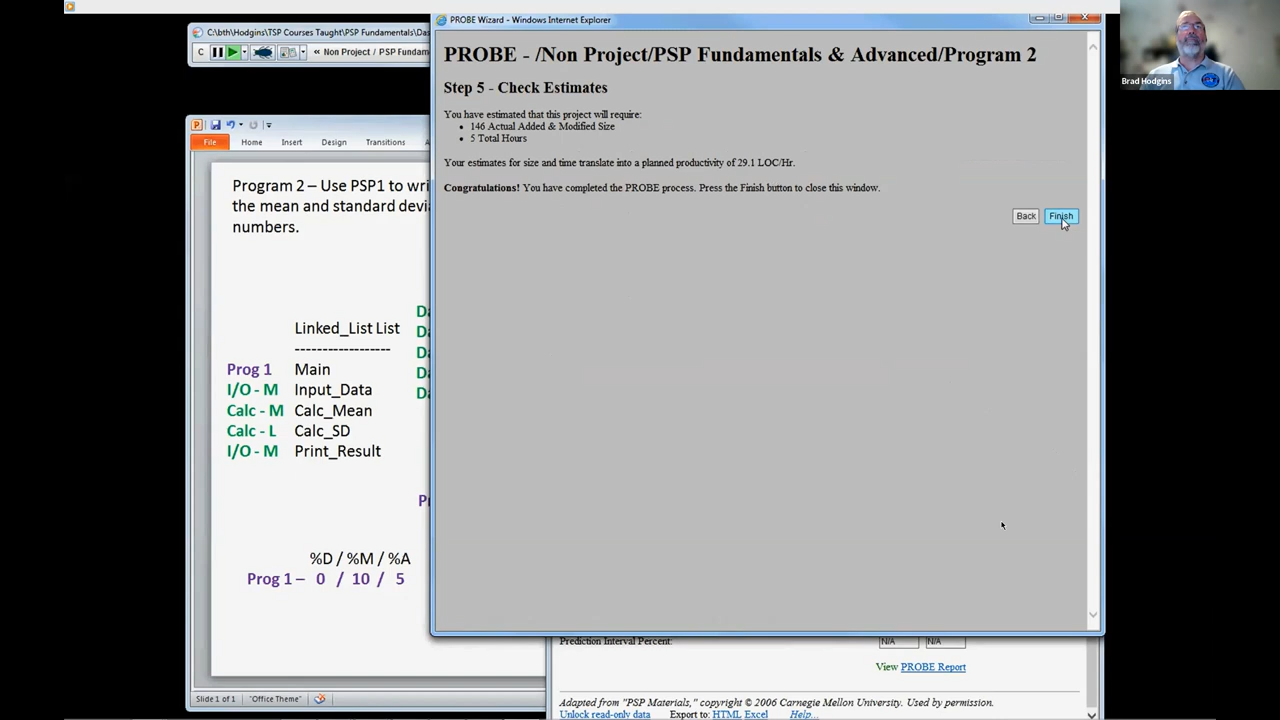 PROBE Wizard - Windows Internet Explorer
PROBE - /Non Project/PSP Fundamentals & Advanced/Program 2
Step 5 - Check Estimates
You have estimated that this project will require:
146 Actual Added & Modified Size
5 Total Hours
Your estimates for size and time translate into a planned productivity of 29.1 LOC/Hr.
Congratulations! You have completed the PROBE process. Press the Finish button to close this window.
Back Finish
C:\bth\Hodgins\TSP Courses Taught\PSP Fundamentals\Das
C Non Project / PSP Fundam
File Home Insert Design Transitions A
Program 2 – Use PSP1 to wri
the mean and standard devia
numbers.
Linked_List List
-----------------
Prog 1 Main
I/O - M Input_Data
Calc - M Calc_Mean
Calc - L Calc_SD
I/O - M Print_Result
Da
Da
Da
Da
Da
P
%D / %M / %A
Prog 1 – 0 / 10 / 5
Slide 1 of 1 "Office Theme"
Prediction Interval Percent: N/A N/A
View PROBE Report
Adapted from "PSP Materials," copyright © 2006 Carnegie Mellon University. Used by permission.
Unlock read-only data Export to: HTML Excel Help...
Brad Hodgins